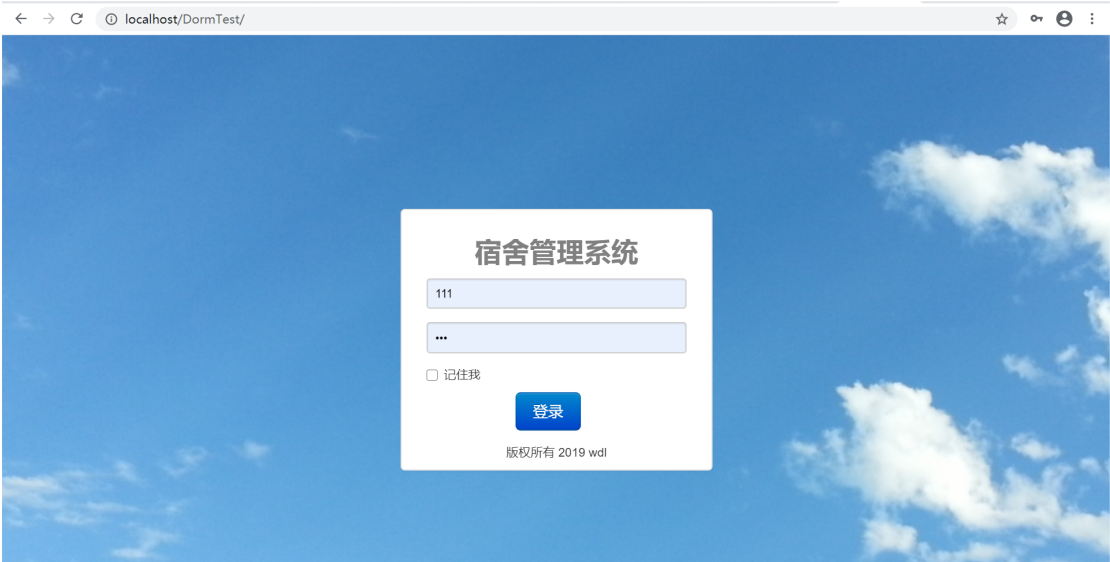 localhost/DormTest/
宿舍管理系统
111
•••
记住我
登录
版权所有 2019 wdl